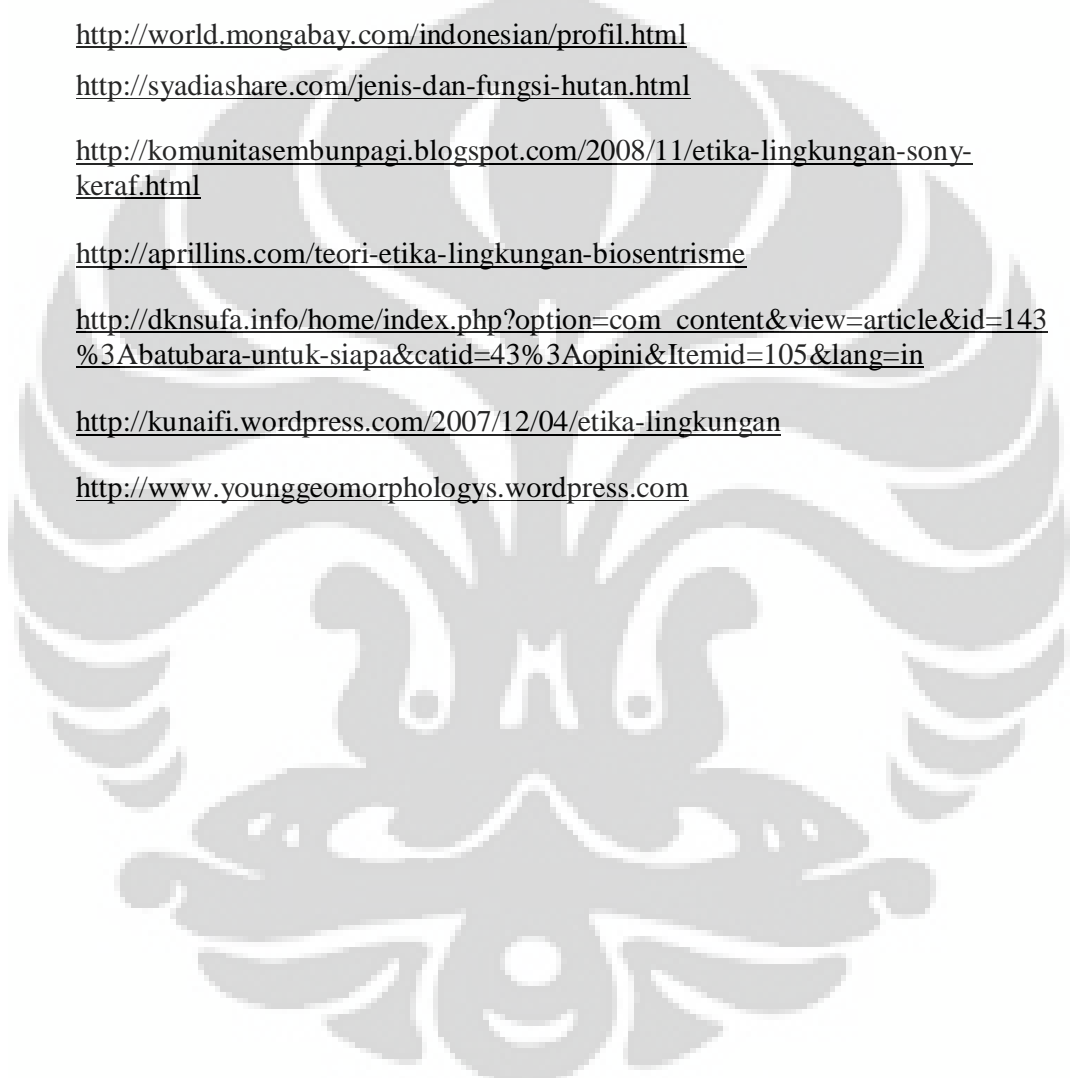 http://world.mongabay.com/indonesian/profil.html
http://syadiashare.com/jenis-dan-fungsi-hutan.html
http://komunitasembunpagi.blogspot.com/2008/11/etika-lingkungan-sony-
keraf.html
http://aprillins.com/teori-etika-lingkungan-biosentrisme
http://dknsufa.info/home/index.php?option=com_content&view=article&id=143
%3Abatubara-untuk-siapa&catid=43%3Aopini&Itemid=105&lang=in
http://kunaifi.wordpress.com/2007/12/04/etika-lingkungan
http://www.younggeomorphologys.wordpress.com